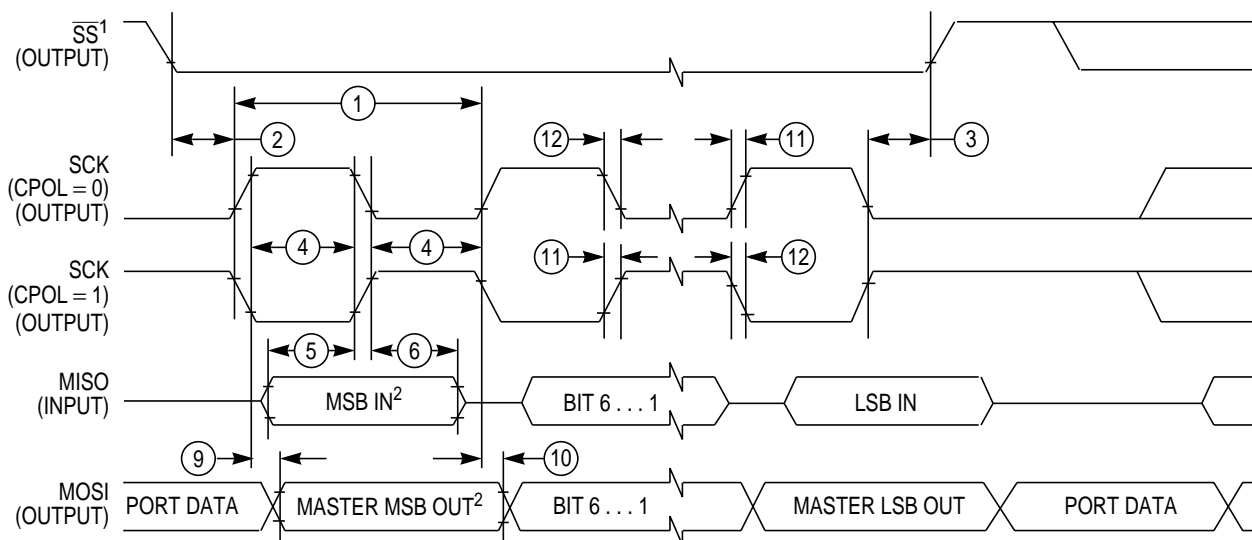 SS¹
(OUTPUT)
1
2
12
11
3
SCK
(CPOL = 0)
(OUTPUT)
4
4
SCK
(CPOL = 1)
(OUTPUT)
11
12
5
6
MISO
(INPUT)
MSB IN²
BIT 6 . . . 1
LSB IN
9
10
MOSI
(OUTPUT)
PORT DATA
MASTER MSB OUT²
BIT 6 . . . 1
MASTER LSB OUT
PORT DATA